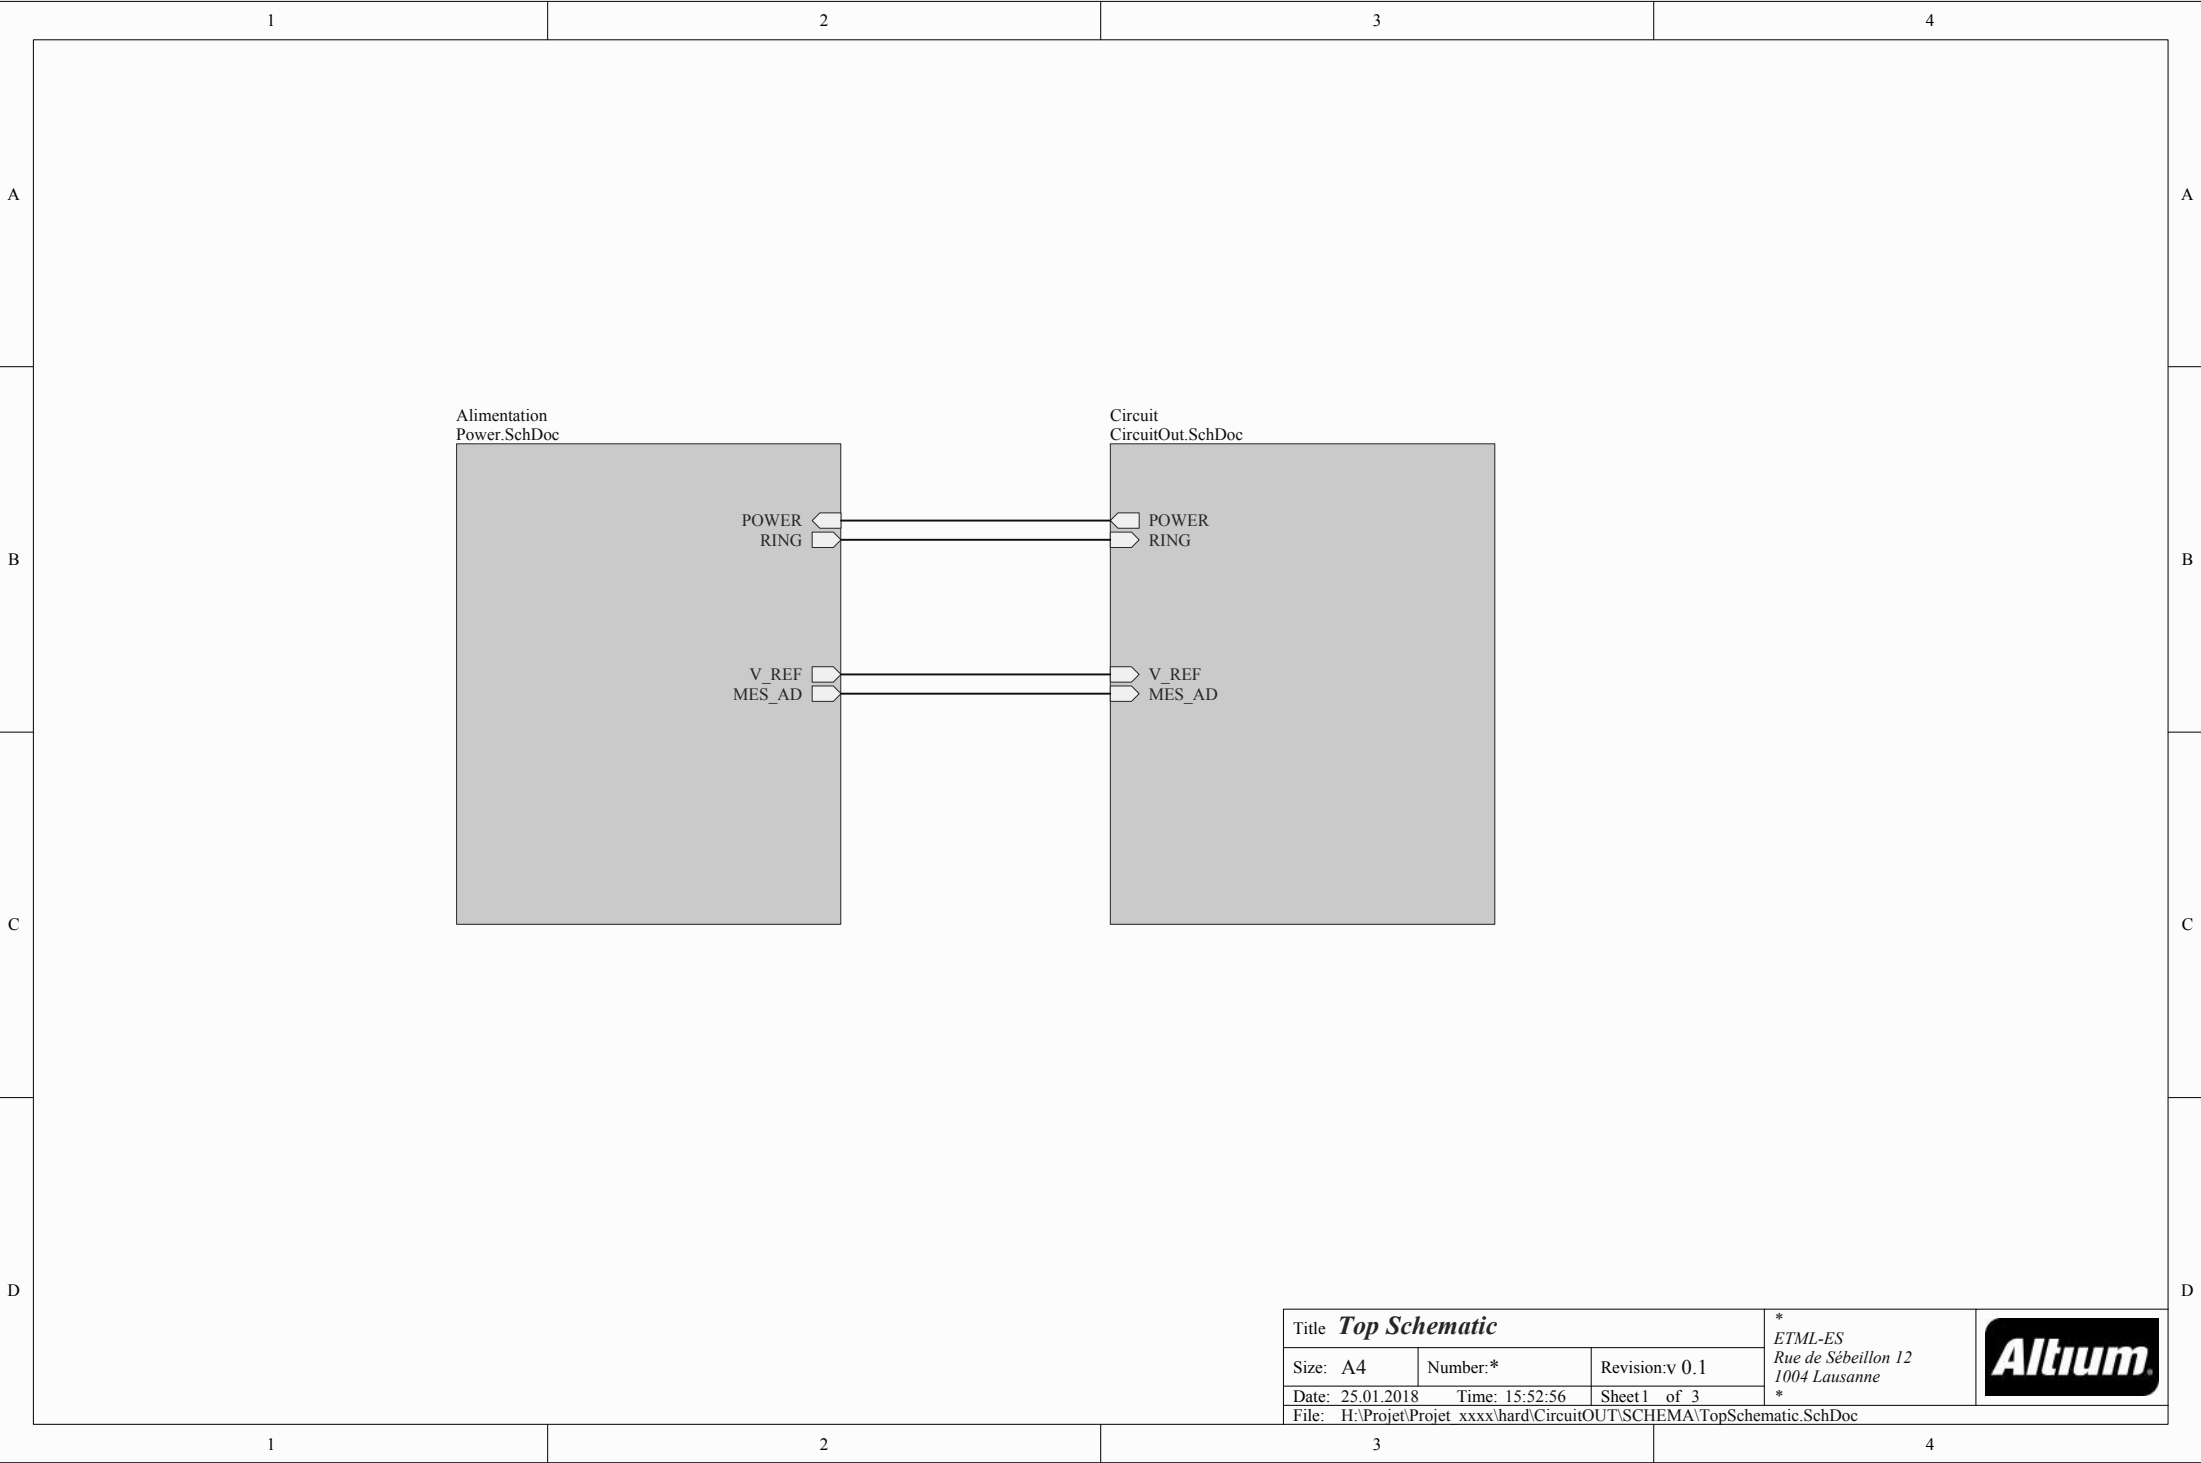 1 2 3 4
A A
Alimentation
Power.SchDoc
Circuit
CircuitOut.SchDoc
POWER POWER
RING RING
B B
V_REF V_REF
MES_AD MES_AD
C C
D D
Title Top Schematic
Size: A4 Number:* Revision:v 0.1
Date: 25.01.2018 Time: 15:52:56 Sheet1 of 3
File: H:\Projet\Projet_xxxx\hard\CircuitOUT\SCHEMA\TopSchematic.SchDoc
*
ETML-ES
Rue de Sébeillon 12
1004 Lausanne
*
Altium.
1 2 3 4